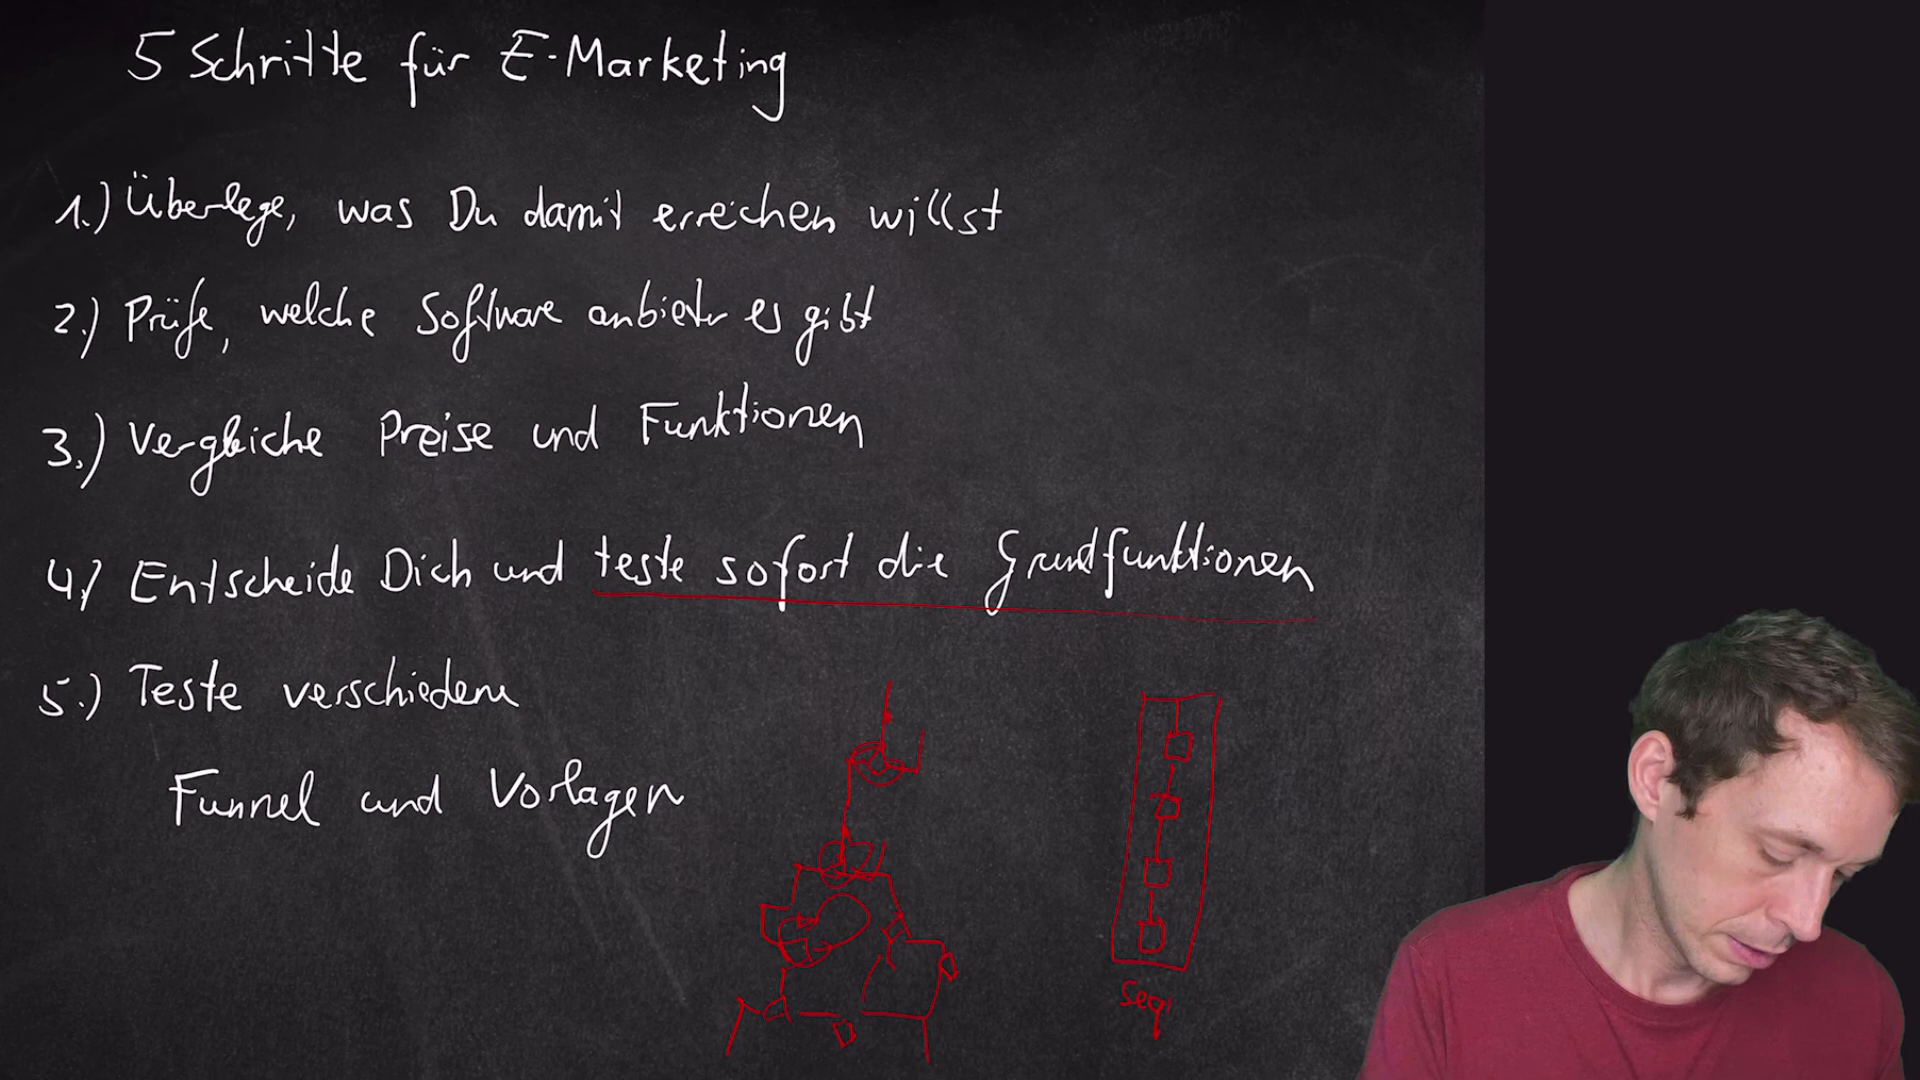 5 Schritte für E-Marketing
1.) Überlege, was Du damit erreichen willst
2.) Prüfe, welche Softwareanbieter es gibt
3.) Vergleiche Preise und Funktionen
4.) Entscheide Dich und teste sofort die Grundfunktionen
5.) Teste verschiedene
Funnel und Vorlagen
Seq